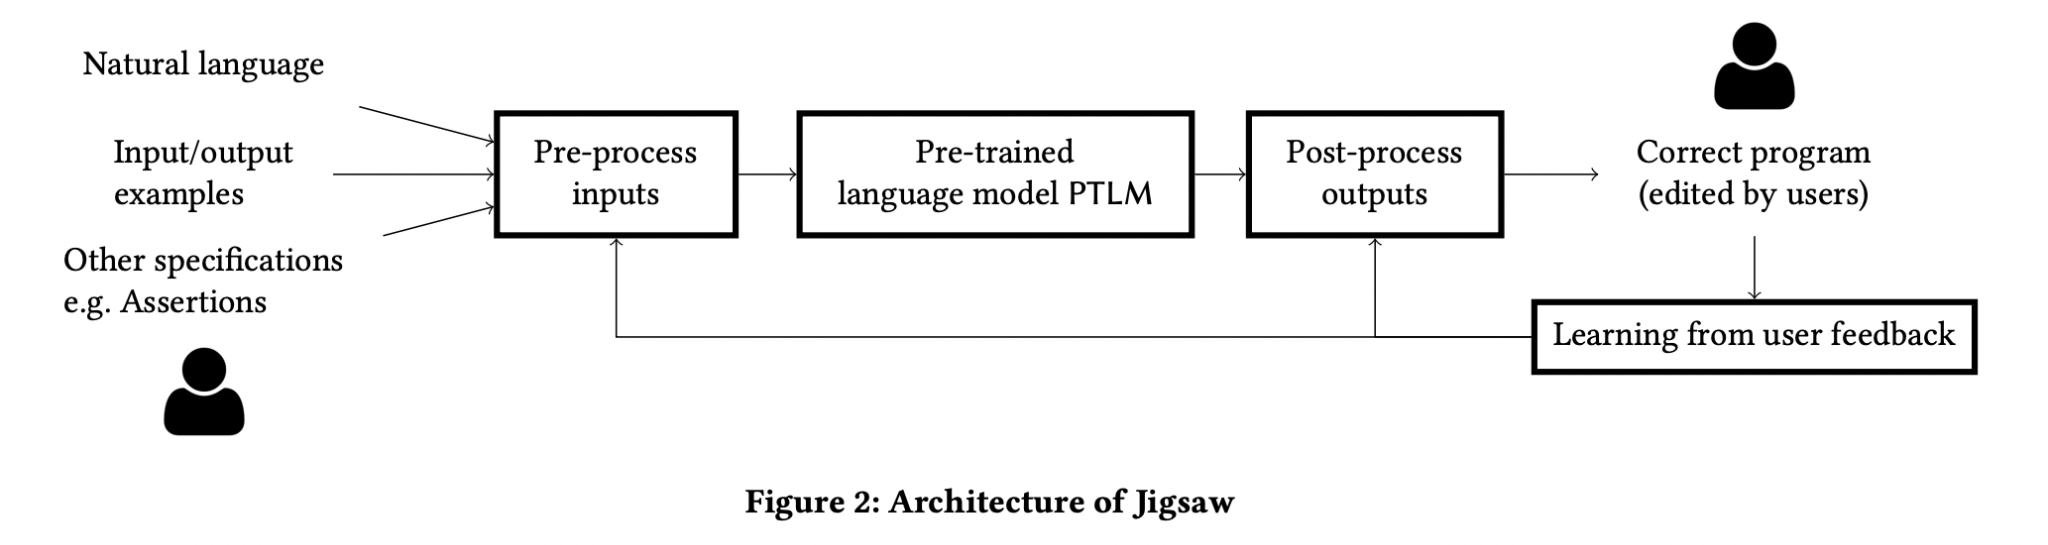 Natural language
Input/output
examples
Other specifications
e.g. Assertions
Pre-process
inputs
Pre-trained
language model PTLM
Post-process
outputs
Correct program
(edited by users)
Learning from user feedback
Figure 2: Architecture of Jigsaw